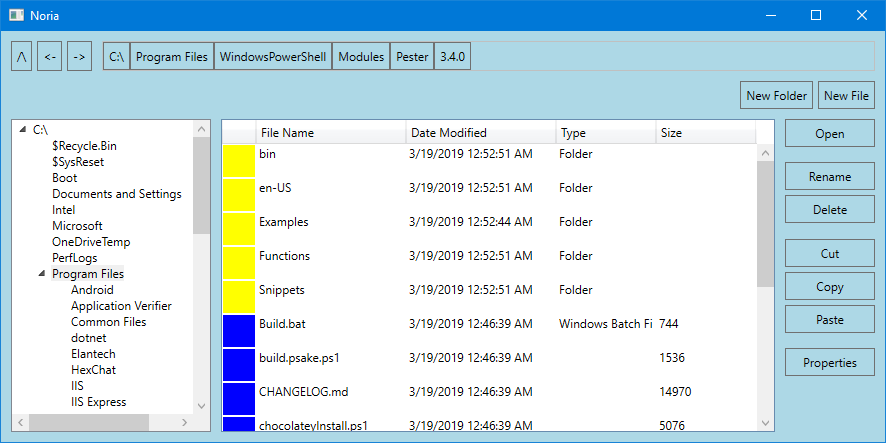 Noria
/\ <- -> C:\ Program Files WindowsPowerShell Modules Pester 3.4.0
New Folder New File
C:\
$Recycle.Bin
$SysReset
Boot
Documents and Settings
Intel
Microsoft
OneDriveTemp
PerfLogs
Program Files
Android
Application Verifier
Common Files
dotnet
Elantech
HexChat
IIS
IIS Express
File Name Date Modified Type Size
bin 3/19/2019 12:52:51 AM Folder
en-US 3/19/2019 12:52:51 AM Folder
Examples 3/19/2019 12:52:44 AM Folder
Functions 3/19/2019 12:52:51 AM Folder
Snippets 3/19/2019 12:52:51 AM Folder
Build.bat 3/19/2019 12:46:39 AM Windows Batch Fi 744
build.psake.ps1 3/19/2019 12:46:39 AM 1536
CHANGELOG.md 3/19/2019 12:46:39 AM 14970
chocolateyInstall.ps1 3/19/2019 12:46:39 AM 5076
Open
Rename
Delete
Cut
Copy
Paste
Properties